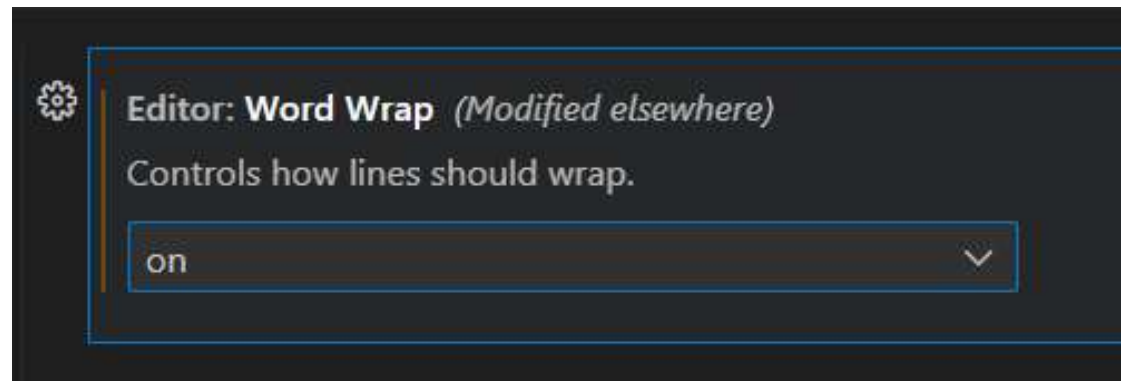 Editor: Word Wrap (Modified elsewhere)
Controls how lines should wrap.
on